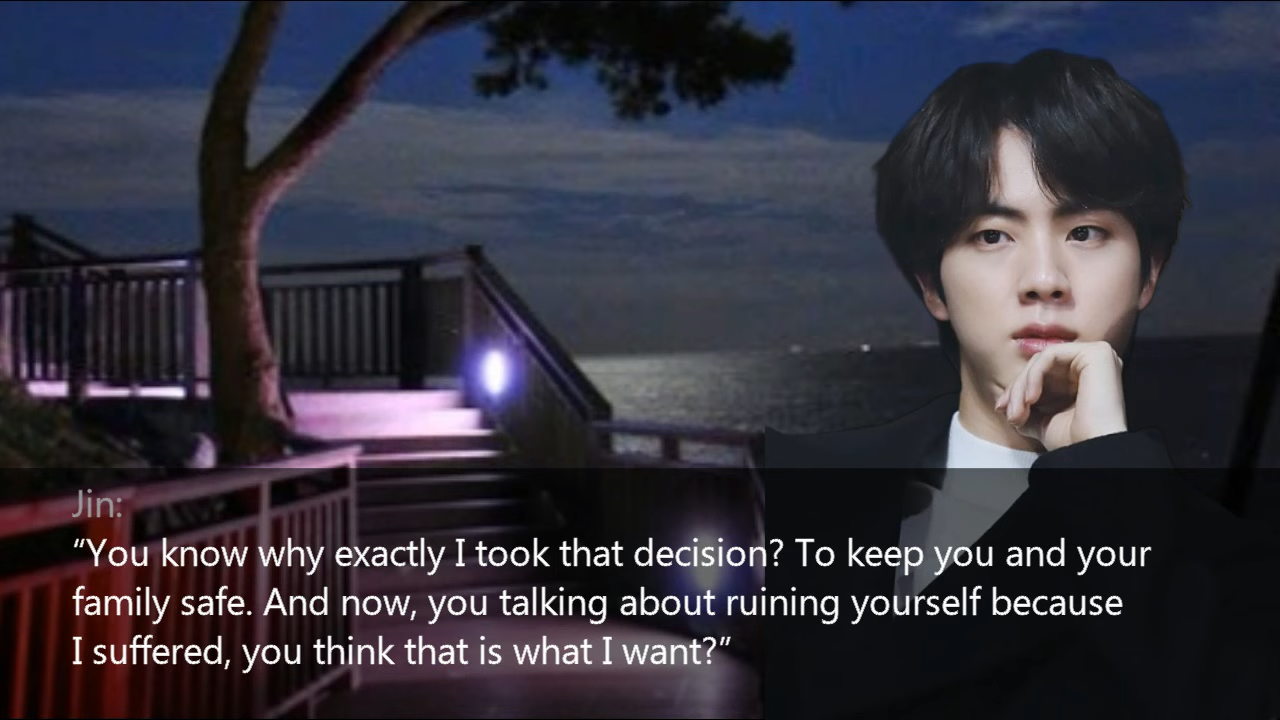 Jin:
“You know why exactly I took that decision? To keep you and your
family safe. And now, you talking about ruining yourself because
I suffered, you think that is what I want?”